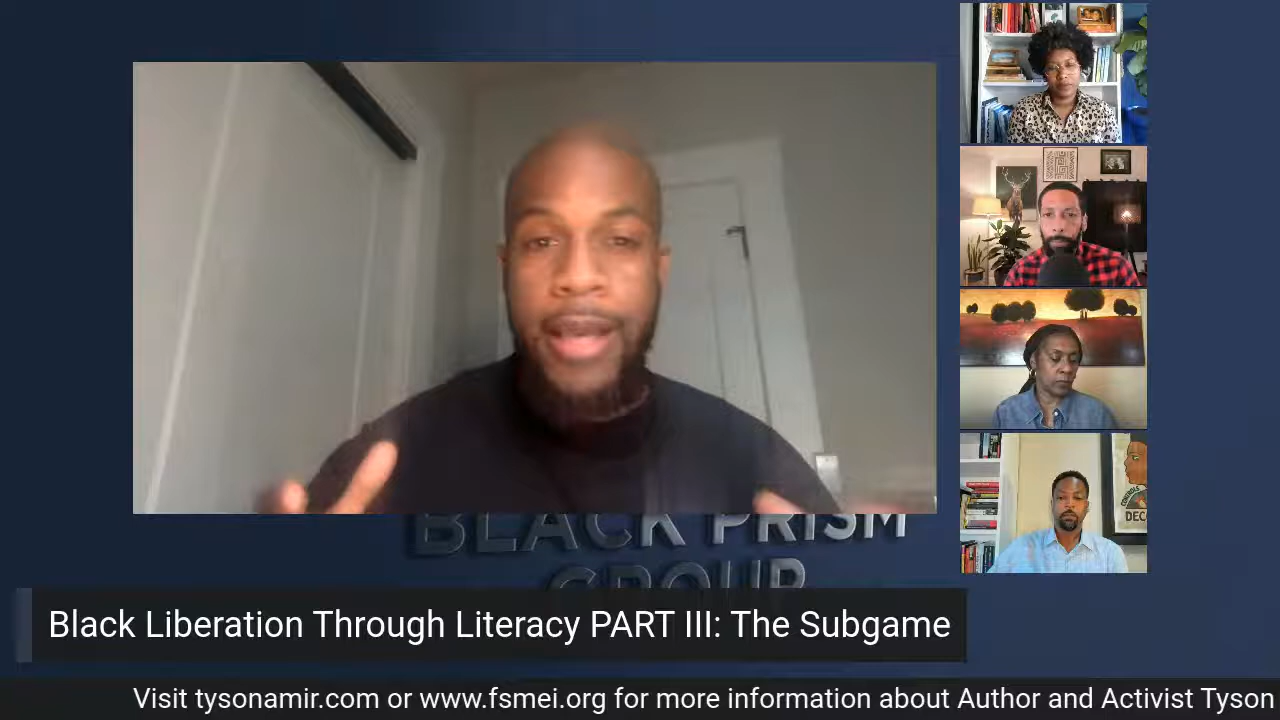 BLACK PRISM
GROUP
Black Liberation Through Literacy PART III: The Subgame
Visit tysonamir.com or www.fsmei.org for more information about Author and Activist Tyson